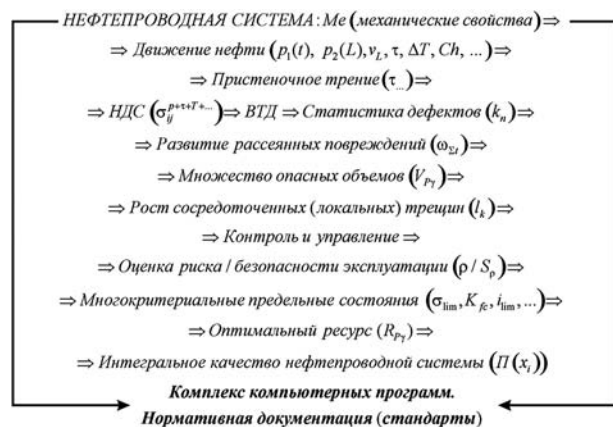 НЕФТЕПРОВОДНАЯ СИСТЕМА: Me (механические свойства) ⇒
⇒ Движение нефти (p₁(t), p₂(L), v_L, τ, ΔT, Ch, ...) ⇒
⇒ Пристеночное трение (τ...) ⇒
⇒ НДС (σ_ij^{p+τ+T+...}) ⇒ ВТД ⇒ Статистика дефектов (k_n) ⇒
⇒ Развитие рассеянных повреждений (ω_Σt) ⇒
⇒ Множество опасных объемов (V_Pγ) ⇒
⇒ Рост сосредоточенных (локальных) трещин (l_k) ⇒
⇒ Контроль и управление ⇒
⇒ Оценка риска / безопасности эксплуатации (ρ / S_ρ) ⇒
⇒ Многокритериальные предельные состояния (σ_lim, K_fc, i_lim, ...) ⇒
⇒ Оптимальный ресурс (R_Pγ) ⇒
⇒ Интегральное качество нефтепроводной системы (П(x_i))
Комплекс компьютерных программ.
Нормативная документация (стандарты)